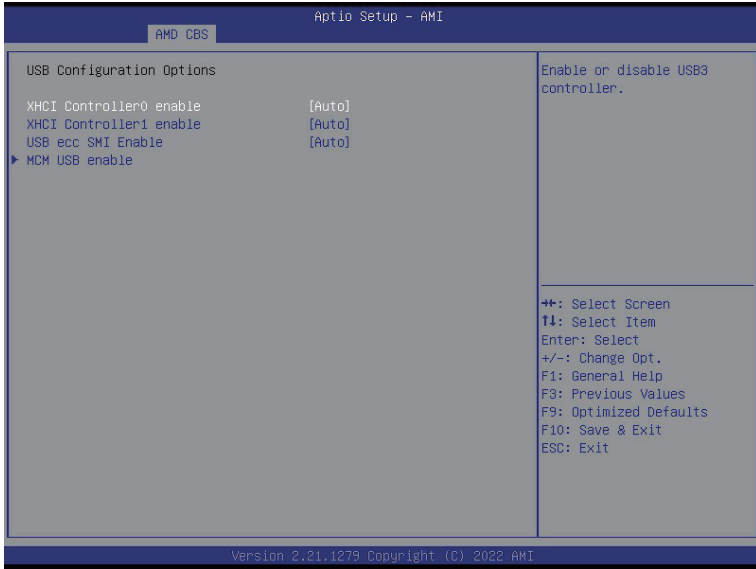 Aptio Setup – AMI
AMD CBS
USB Configuration Options
XHCI Controller0 enable [Auto]
XHCI Controller1 enable [Auto]
USB ecc SMI Enable [Auto]
MCM USB enable
Enable or disable USB3
controller.
→←: Select Screen
↑↓: Select Item
Enter: Select
+/-: Change Opt.
F1: General Help
F3: Previous Values
F9: Optimized Defaults
F10: Save & Exit
ESC: Exit
Version 2.21.1279 Copyright (C) 2022 AMI